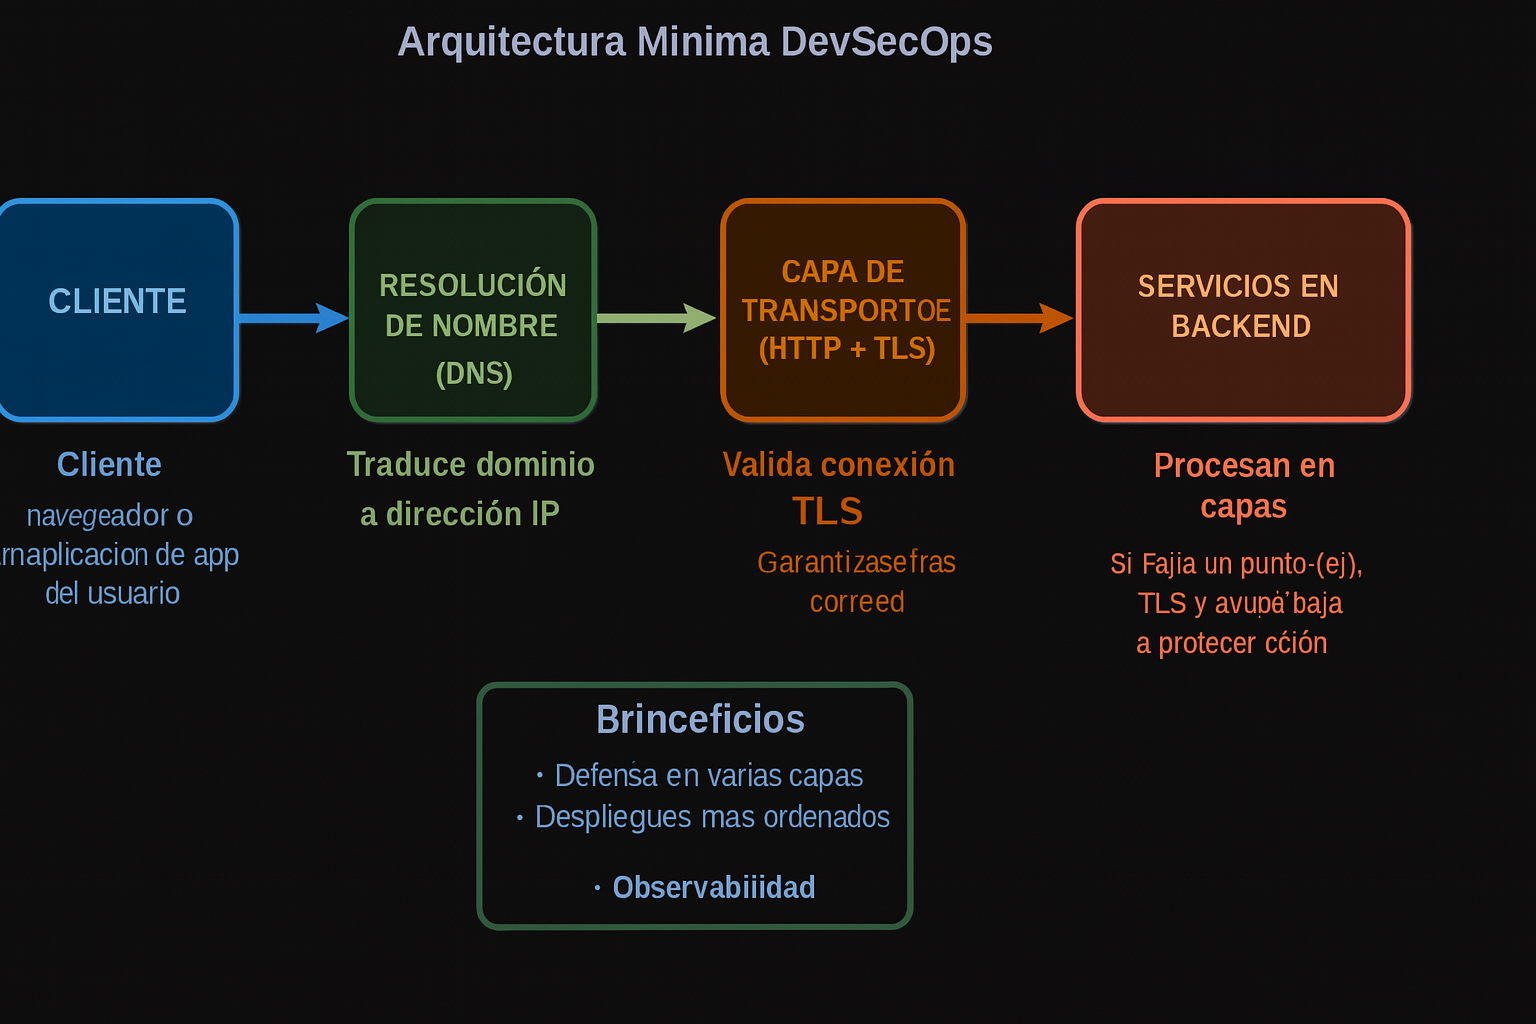 Arquitectura Minima DevSecOps
CLIENTE
RESOLUCIÓN
DE NOMBRE
(DNS)
CAPA DE
TRANSPORTOE
(HTTP + TLS)
SERVICIOS EN
BACKEND
Cliente
navegeador o
rnaplicacion de app
del usuario
Traduce dominio
a dirección IP
Valida conexión
TLS
Garantizasefras
correed
Procesan en
capas
Si Fajia un punto-(ej),
TLS y baja
a protecer cćión
Brinceficios
• Defensa en varias capas
• Despliegues mas ordenados
• Observabiiidad